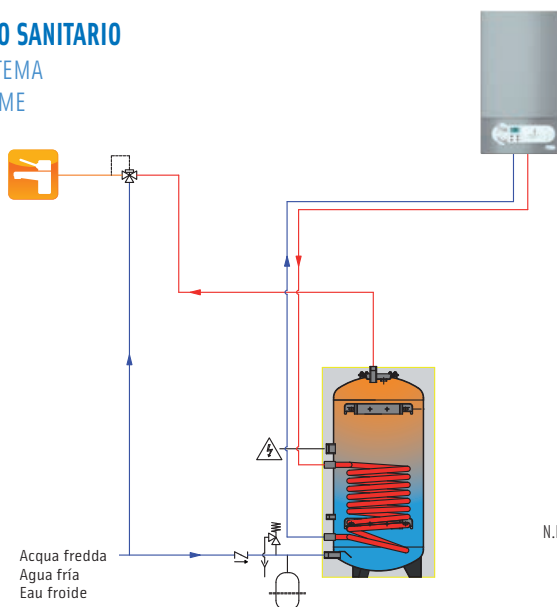 O SANITARIO
TEMA
ME
Acqua fredda
Agua fría
Eau froide
N.